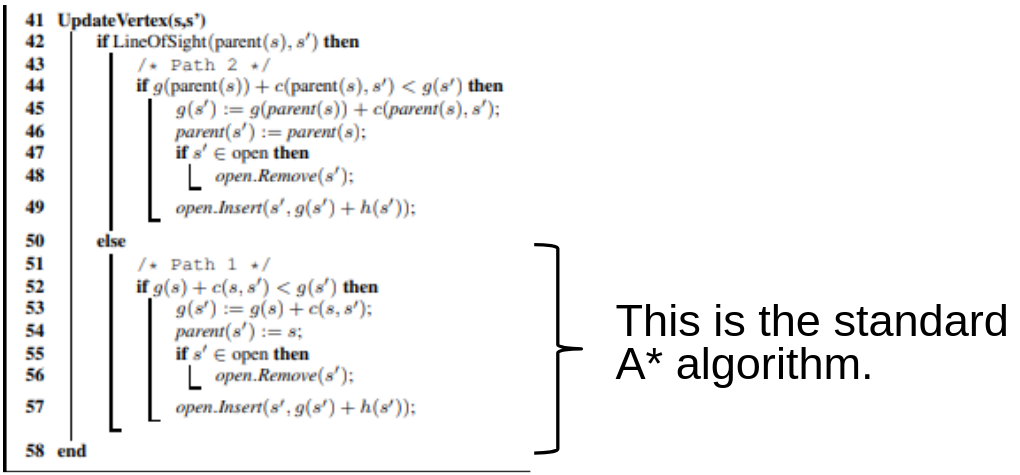 41 UpdateVertex(s,s’)
42 if LineOfSight(parent(s), s′) then
43 /* Path 2 */
44 if g(parent(s)) + c(parent(s), s′) < g(s′) then
45 g(s′) := g(parent(s)) + c(parent(s), s′);
46 parent(s′) := parent(s);
47 if s′ ∈ open then
48 open.Remove(s′);
49 open.Insert(s′, g(s′) + h(s′));
50 else
51 /* Path 1 */
52 if g(s) + c(s, s′) < g(s′) then
53 g(s′) := g(s) + c(s, s′);
54 parent(s′) := s;
55 if s′ ∈ open then
56 open.Remove(s′);
57 open.Insert(s′, g(s′) + h(s′));
58 end
This is the standard
A* algorithm.